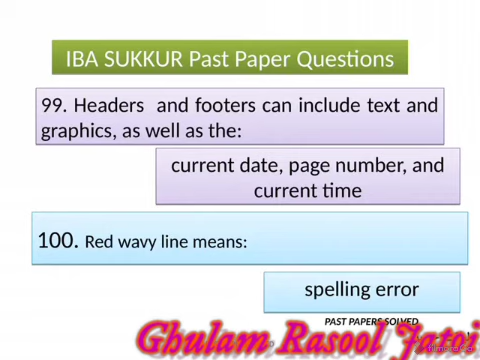 IBA SUKKUR Past Paper Questions
99. Headers and footers can include text and
graphics, as well as the:
current date, page number, and
current time
100. Red wavy line means:
spelling error
PAST PAPERS SOLVED
Ghulam Rasool Jatoi